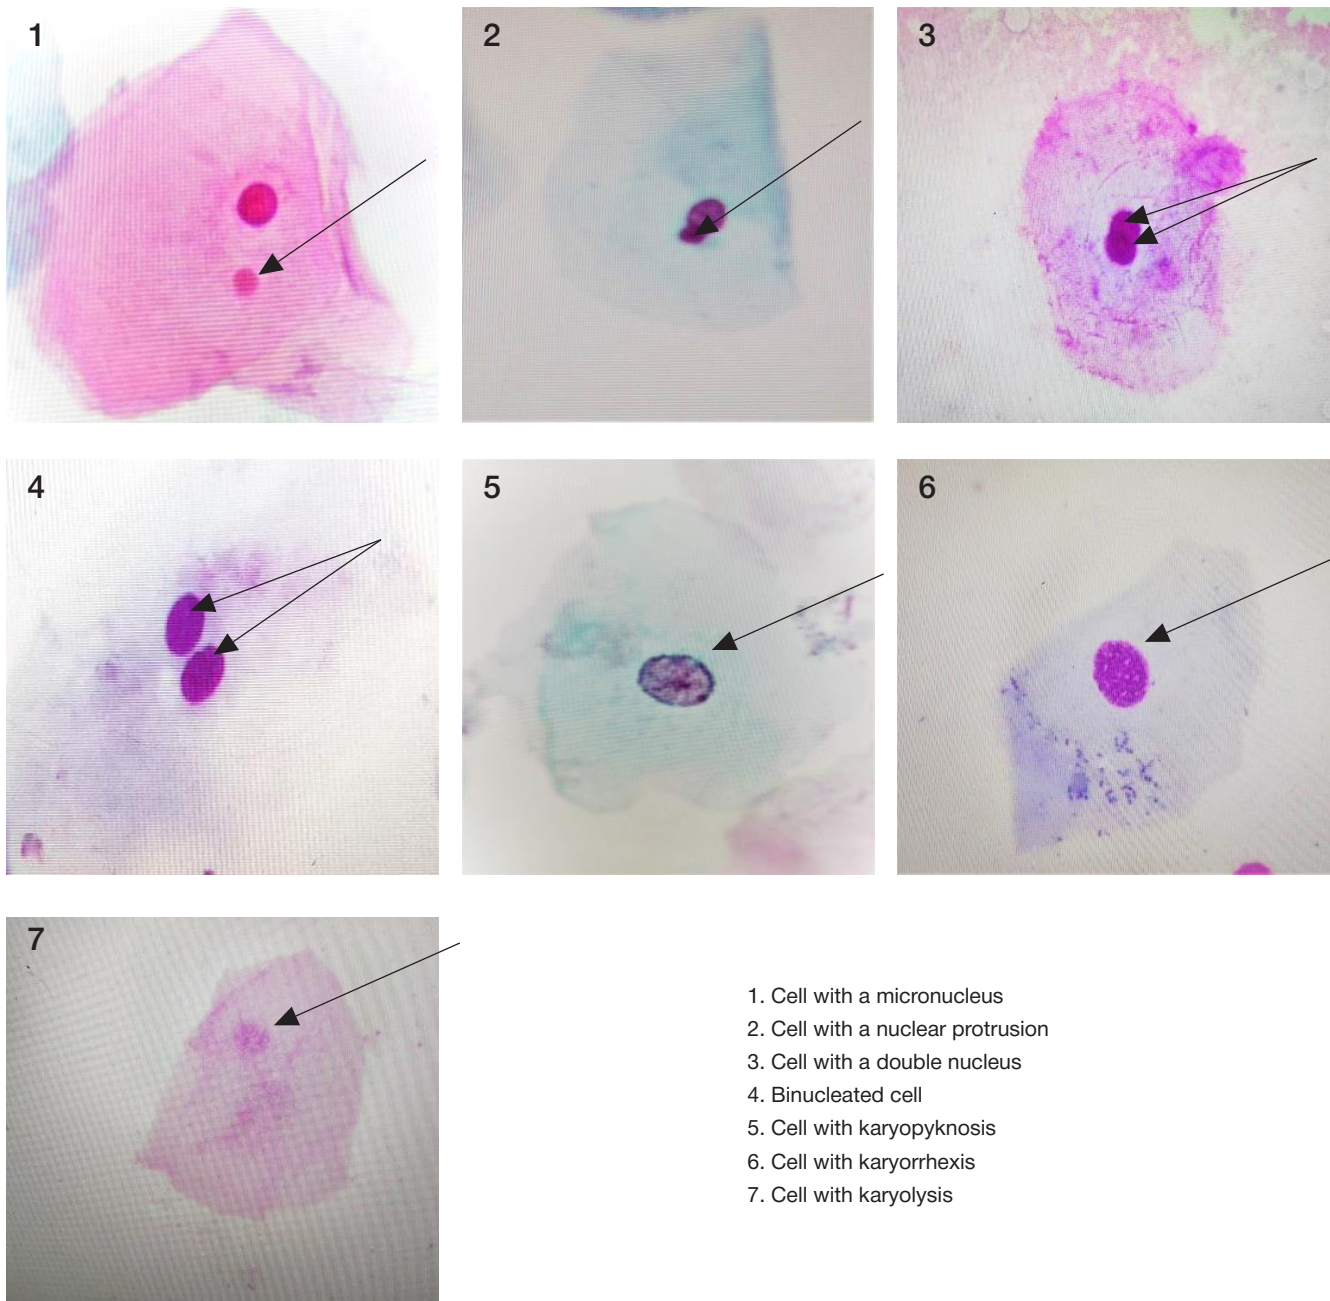 1
2
3
4
5
6
7
1. Cell with a micronucleus
2. Cell with a nuclear protrusion
3. Cell with a double nucleus
4. Binucleated cell
5. Cell with karyopyknosis
6. Cell with karyorrhexis
7. Cell with karyolysis